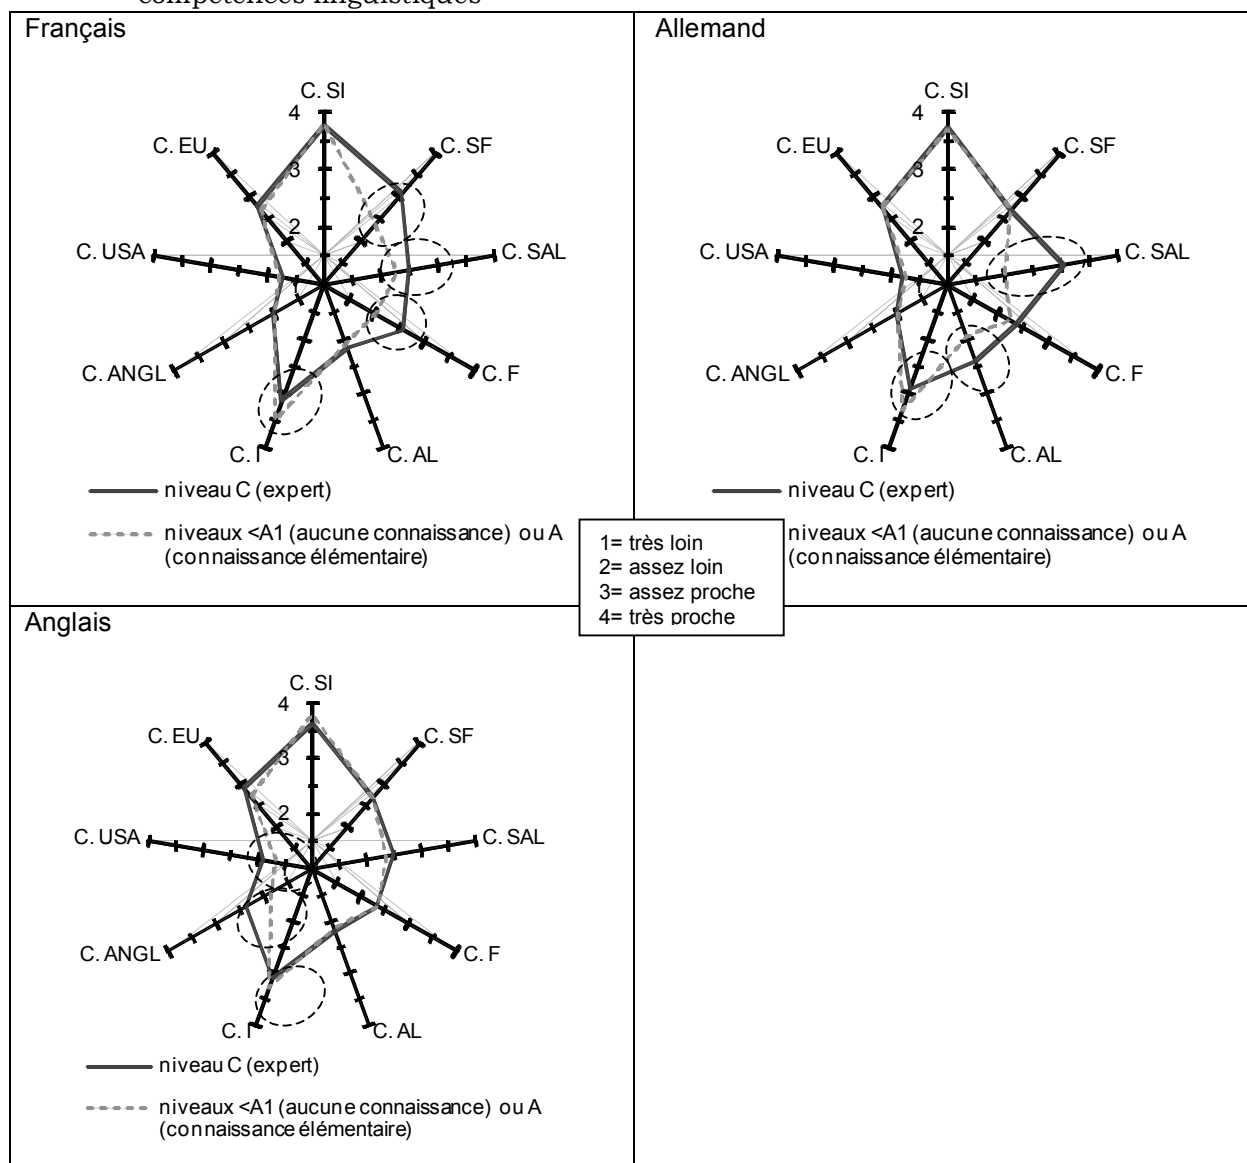 compétences linguistiques
Français
C. SI
4
C. EU
C. SF
3
2
C. USA
C. SAL
C. ANGL
C. F
C. I
C. AL
niveau C (expert)
niveaux <A1 (aucune connaissance) ou A
(connaissance élémentaire)
Allemand
C. SI
4
C. EU
C. SF
3
2
C. USA
C. SAL
C. ANGL
C. F
C. I
C. AL
niveau C (expert)
niveaux <A1 (aucune connaissance) ou A
(connaissance élémentaire)
1= très loin
2= assez loin
3= assez proche
4= très proche
Anglais
C. SI
4
C. EU
C. SF
3
2
C. USA
C. SAL
C. ANGL
C. F
C. I
C. AL
niveau C (expert)
niveaux <A1 (aucune connaissance) ou A
(connaissance élémentaire)